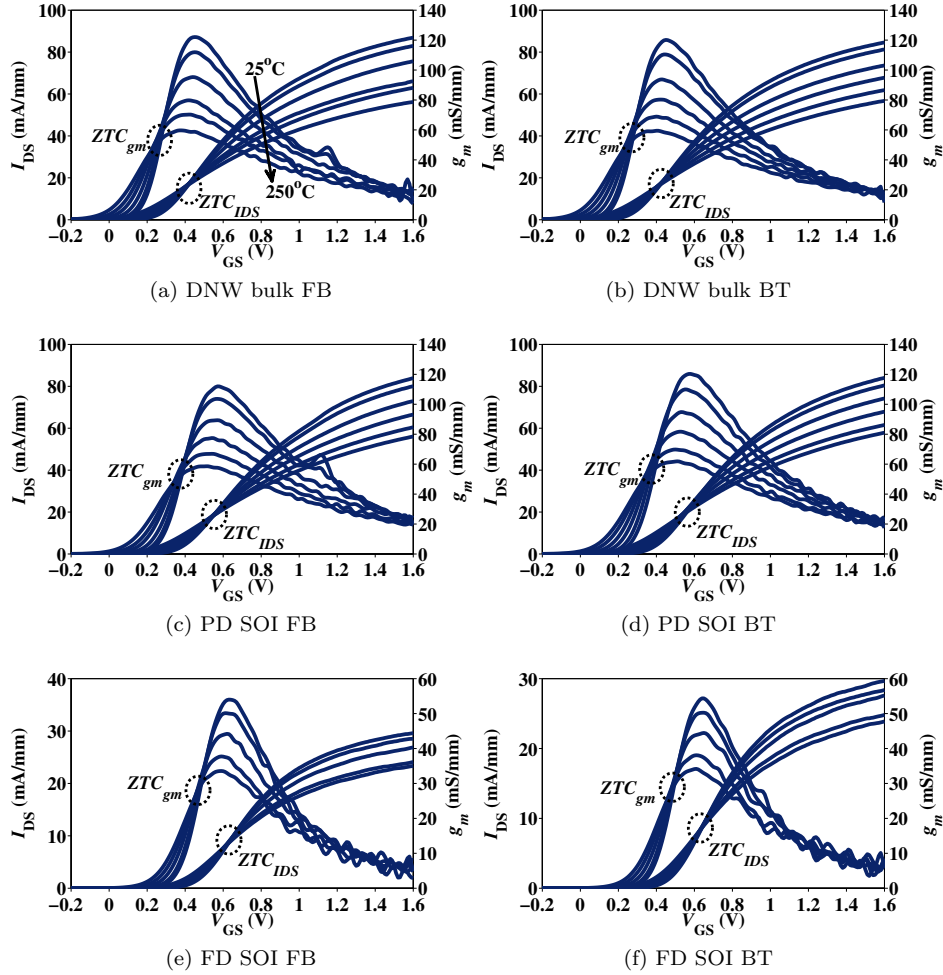 100
80
60
40
20
0
I_DS (mA/mm)
140
120
100
80
60
40
20
0
g_m (mS/mm)
25°C
250°C
ZTC_gm
ZTC_IDS
−0.2 0 0.2 0.4 0.6 0.8 1 1.2 1.4 1.6
V_GS (V)
(a) DNW bulk FB
100
80
60
40
20
0
I_DS (mA/mm)
140
120
100
80
60
40
20
0
g_m (mS/mm)
ZTC_gm
ZTC_IDS
−0.2 0 0.2 0.4 0.6 0.8 1 1.2 1.4 1.6
V_GS (V)
(b) DNW bulk BT
100
80
60
40
20
0
I_DS (mA/mm)
140
120
100
80
60
40
20
0
g_m (mS/mm)
ZTC_gm
ZTC_IDS
−0.2 0 0.2 0.4 0.6 0.8 1 1.2 1.4 1.6
V_GS (V)
(c) PD SOI FB
100
80
60
40
20
0
I_DS (mA/mm)
140
120
100
80
60
40
20
0
g_m (mS/mm)
ZTC_gm
ZTC_IDS
−0.2 0 0.2 0.4 0.6 0.8 1 1.2 1.4 1.6
V_GS (V)
(d) PD SOI BT
40
30
20
10
0
I_DS (mA/mm)
60
50
40
30
20
10
0
g_m (mS/mm)
ZTC_gm
ZTC_IDS
−0.2 0 0.2 0.4 0.6 0.8 1 1.2 1.4 1.6
V_GS (V)
(e) FD SOI FB
30
20
10
0
I_DS (mA/mm)
60
50
40
30
20
10
0
g_m (mS/mm)
ZTC_gm
ZTC_IDS
−0.2 0 0.2 0.4 0.6 0.8 1 1.2 1.4 1.6
V_GS (V)
(f) FD SOI BT